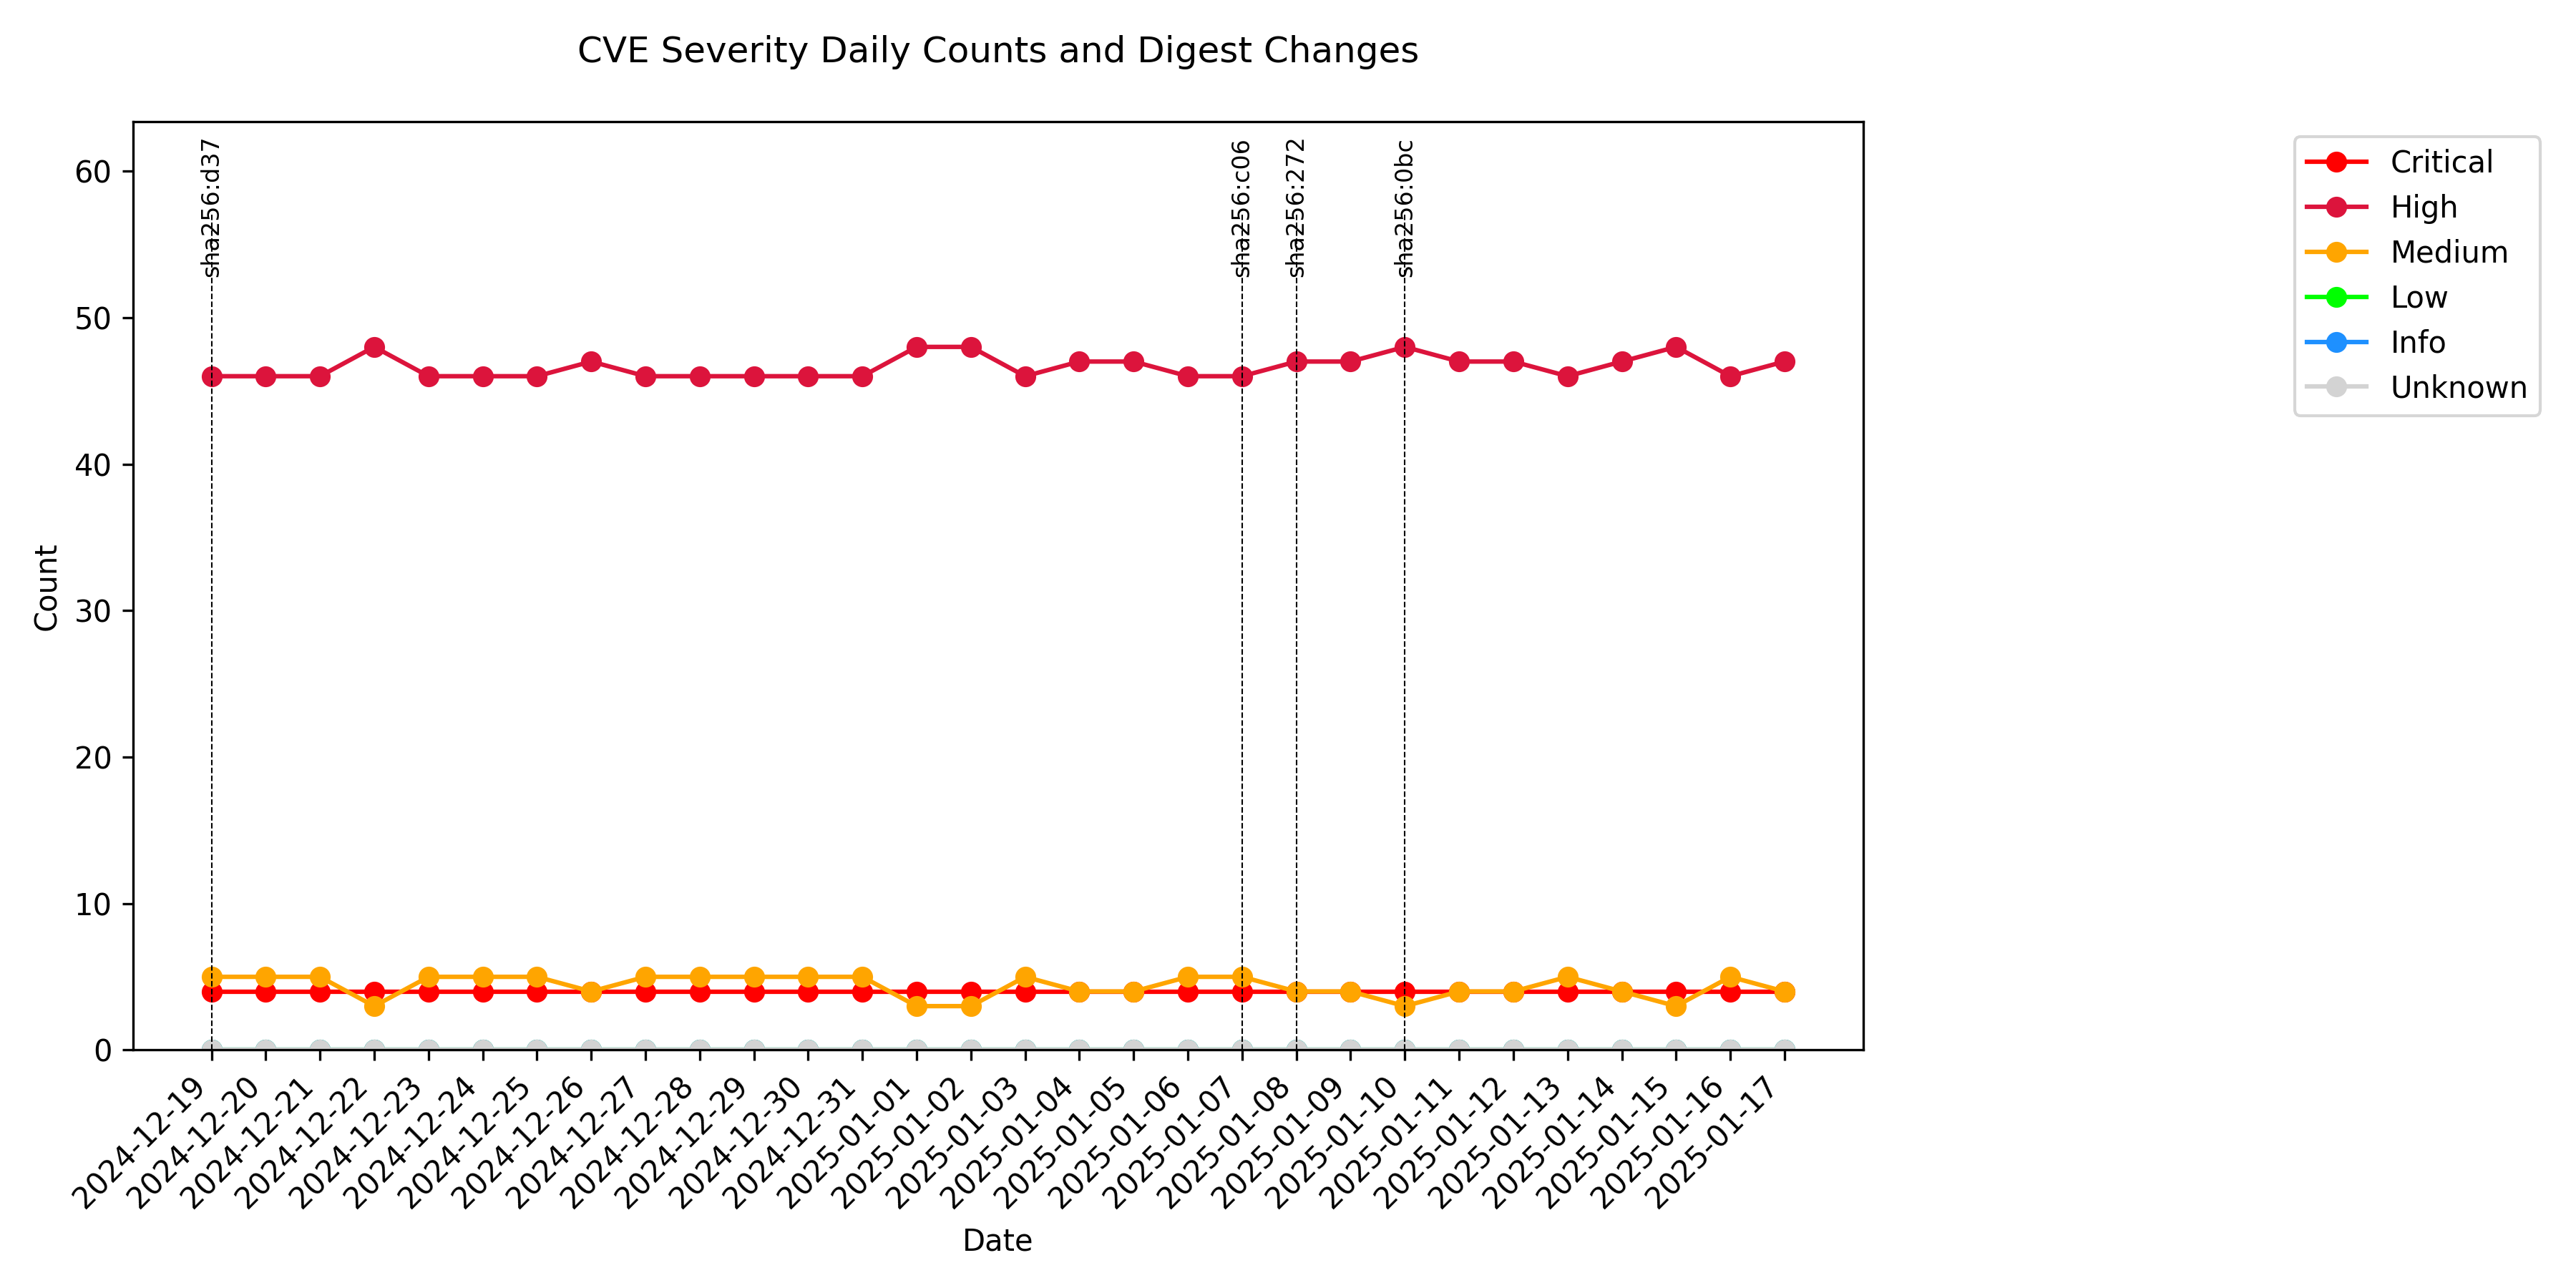 CVE Severity Daily Counts and Digest Changes
sha256:d37
sha256:c06
sha256:272
sha256:0bc
Critical
High
Medium
Low
Info
Unknown
Count
60
50
40
30
20
10
0
2024-12-19
2024-12-20
2024-12-21
2024-12-22
2024-12-23
2024-12-24
2024-12-25
2024-12-26
2024-12-27
2024-12-28
2024-12-29
2024-12-30
2024-12-31
2025-01-01
2025-01-02
2025-01-03
2025-01-04
2025-01-05
2025-01-06
2025-01-07
2025-01-08
2025-01-09
2025-01-10
2025-01-11
2025-01-12
2025-01-13
2025-01-14
2025-01-15
2025-01-16
2025-01-17
Date